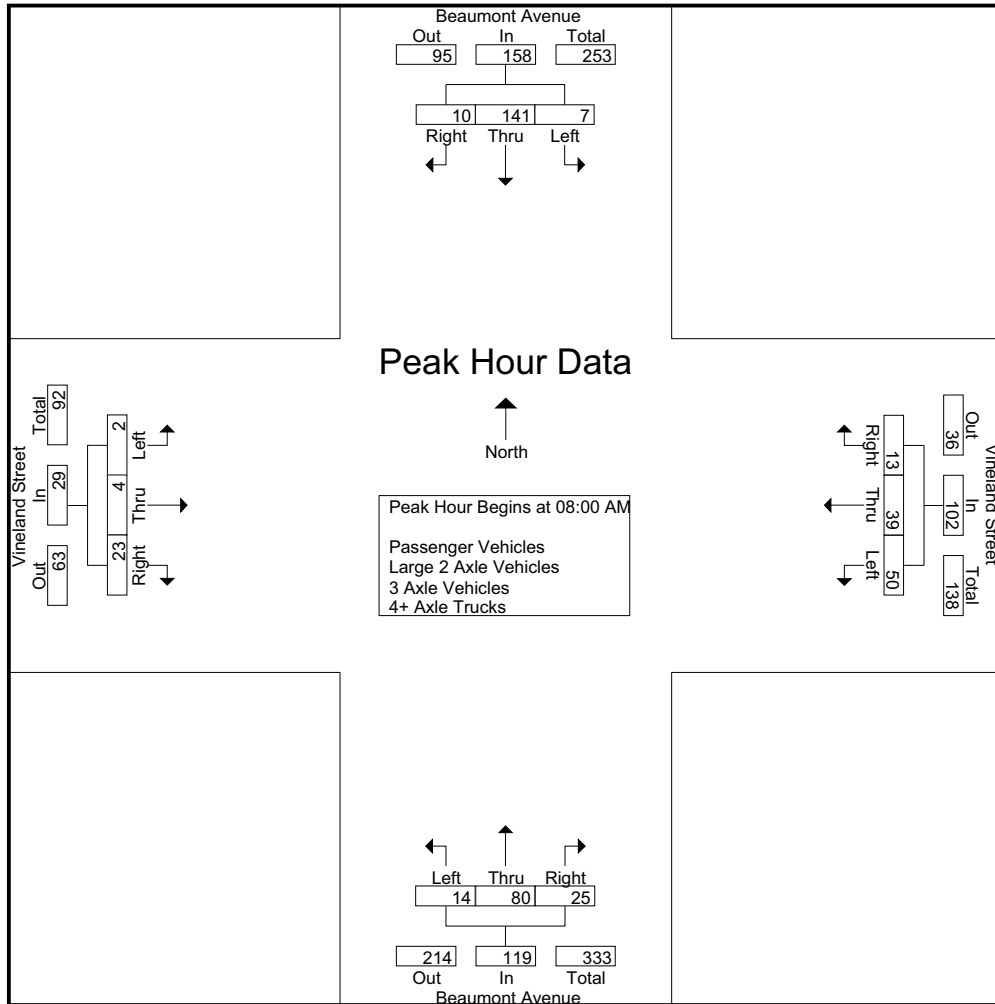 Beaumont Avenue
Out In Total
95 158 253
10 141 7
Right Thru Left
Peak Hour Data
North
Peak Hour Begins at 08:00 AM
Passenger Vehicles
Large 2 Axle Vehicles
3 Axle Vehicles
4+ Axle Trucks
Vineland Street
Out In Total
63 29 92
23 4 2
Right Thru Left
Vineland Street
Out In Total
36 102 138
13 39 50
Right Thru Left
Left Thru Right
14 80 25
214 119 333
Out In Total
Beaumont Avenue